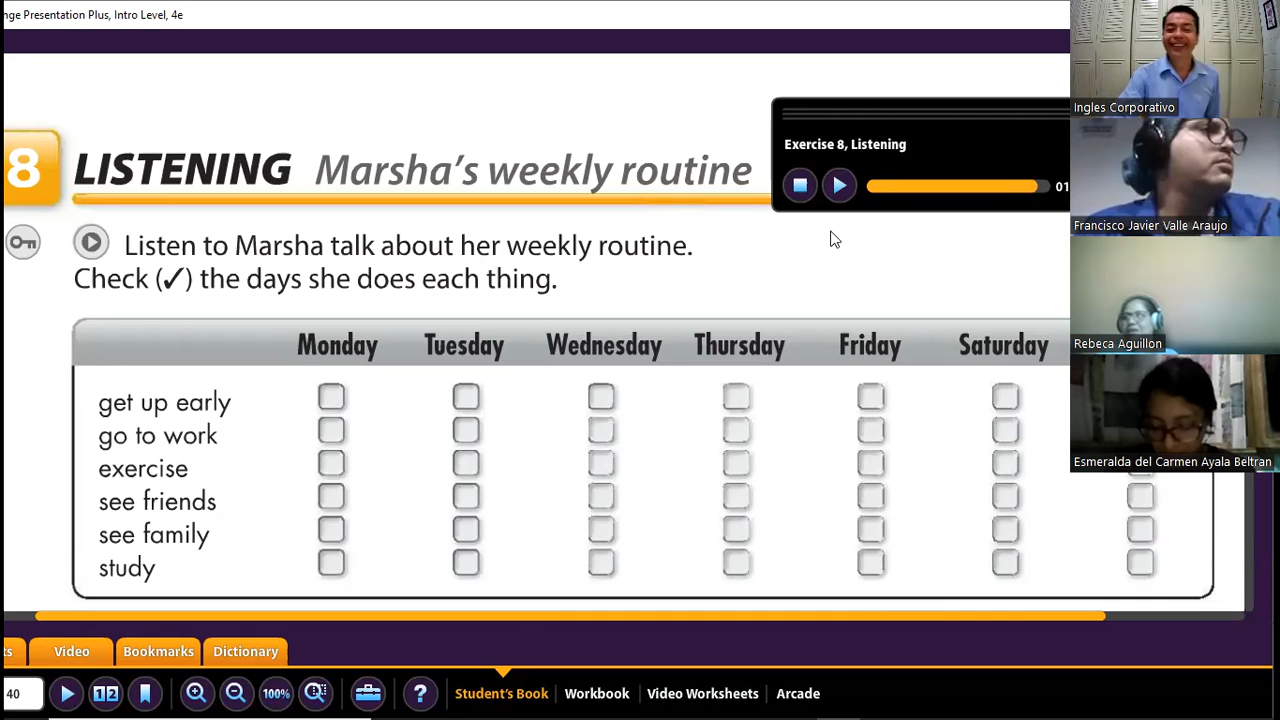 nge Presentation Plus, Intro Level, 4e
Ingles Corporativo
8 LISTENING Marsha's weekly routine
Exercise 8, Listening
01
Listen to Marsha talk about her weekly routine.
Check (✓) the days she does each thing.
Francisco Javier Valle Araujo
Monday Tuesday Wednesday Thursday Friday Saturday
Rebeca Aguillon
get up early
go to work
exercise
Esmeralda del Carmen Ayala Beltran
see friends
see family
study
ts Video Bookmarks Dictionary
40 1 2 100% ? Student's Book Workbook Video Worksheets Arcade